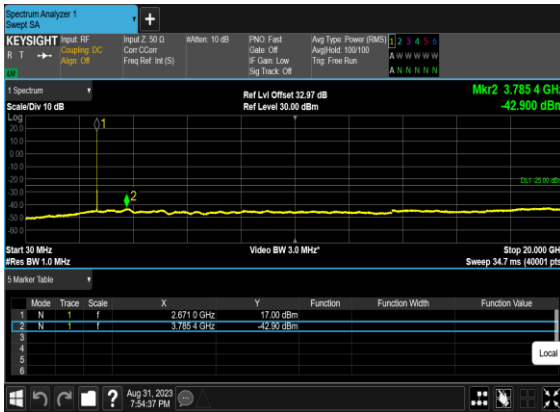 Spectrum Analyzer 1
Swept SA
+
KEYSIGHT
R T
Input: RF
Coupling: DC
Align: Off
Input Z: 50 Ω
Corr CCorr
Freq Ref: Int (S)
#Atten: 10 dB
PNO: Fast
Gate: Off
IF Gain: Low
Sig Track: Off
Avg Type: Power (RMS)
Avg|Hold: 100/100
Trig: Free Run
1 2 3 4 5 6
A W W W W W
A N N N N N
1 Spectrum
Scale/Div 10 dB
Ref Lvl Offset 32.97 dB
Ref Level 30.00 dBm
Mkr2 3.785 4 GHz
-42.900 dBm
Log
20.0
10.0
0.00
-10.0
-20.0
-30.0
-40.0
-50.0
-60.0
1
2
DL1 -25.00 dBm
Start 30 MHz
#Res BW 1.0 MHz
Video BW 3.0 MHz*
Stop 20.000 GHz
Sweep 34.7 ms (40001 pts)
5 Marker Table
Mode Trace Scale X Y Function Function Width Function Value
1 N 1 f 2.671 0 GHz 17.00 dBm
2 N 1 f 3.785 4 GHz -42.90 dBm
3
4
5
6
Local
?
Aug 31, 2023
7:54:37 PM